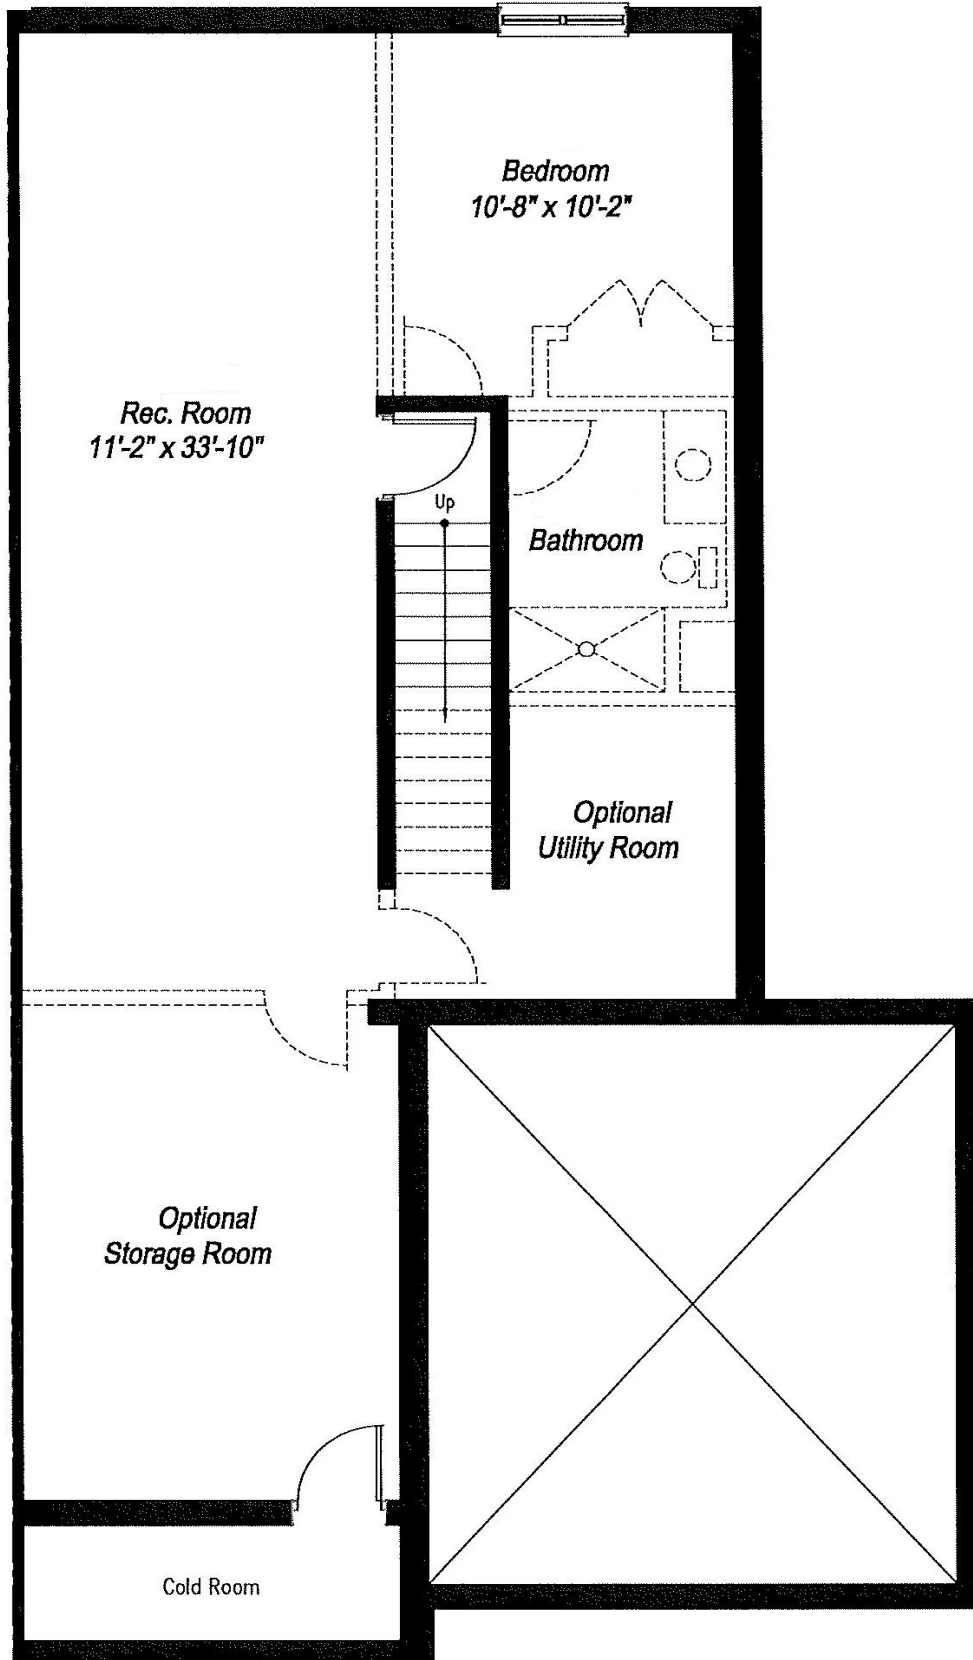 Bedroom
10'-8" x 10'-2"
Rec. Room
11'-2" x 33'-10"
Up
Bathroom
Optional
Utility Room
Optional
Storage Room
Cold Room